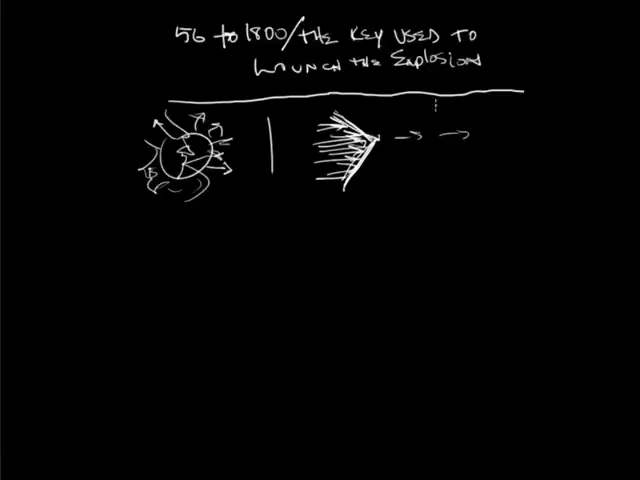 56 to 1800/THE KEY USED TO
LAUNCH the Explosion